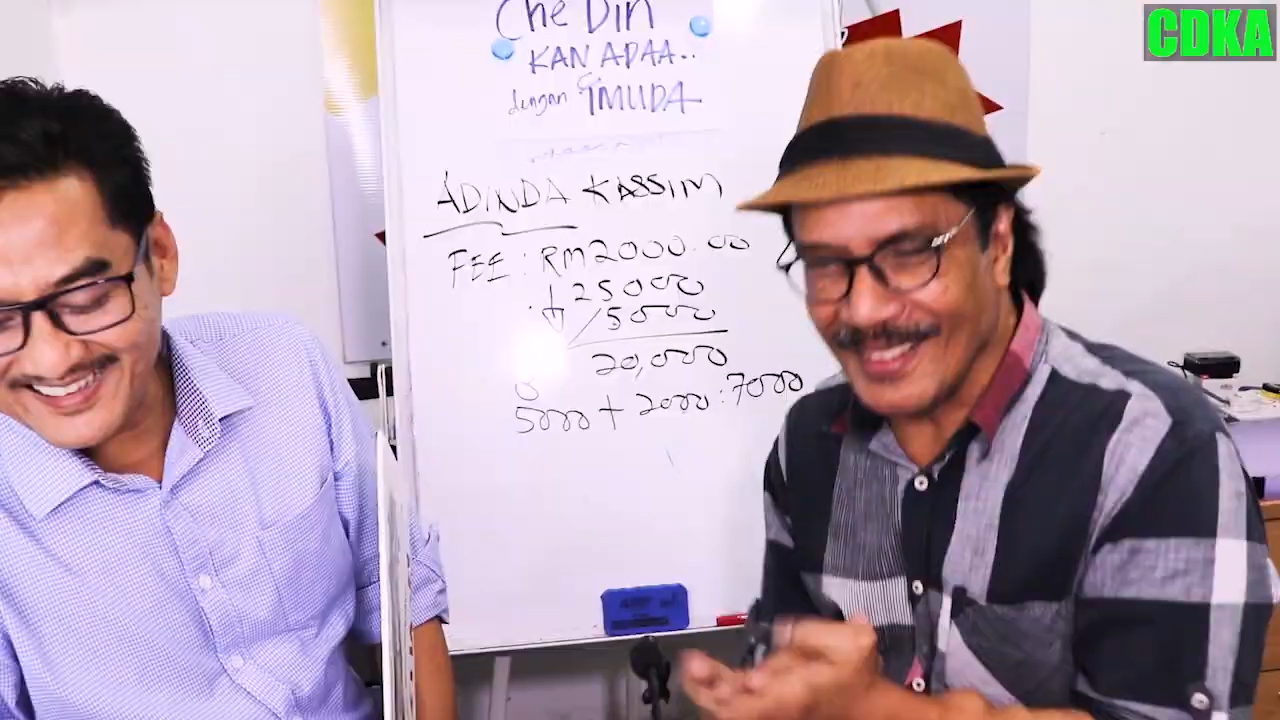 CDKA
Che Din
KAN ADAA..
dengan IMUDA
ADINDA KASSIM
FEE : RM2000.00
25000
5000
20,000
5000 + 2000 : 7000